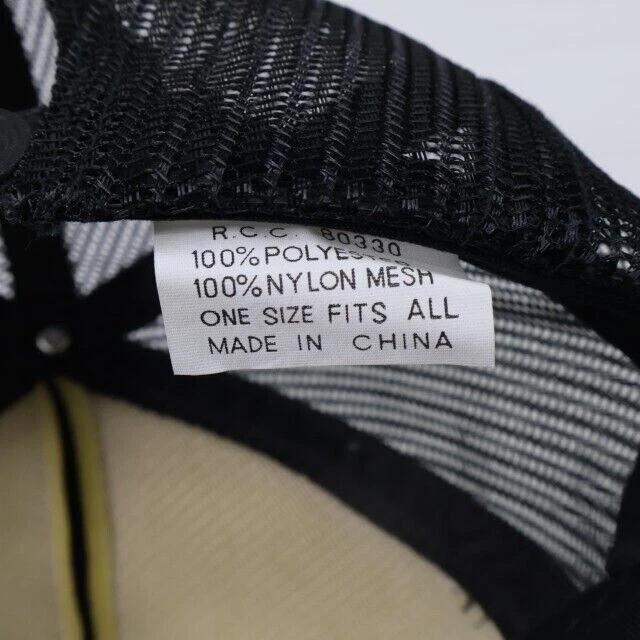 R.C.C. 80330
100% POLYESTER
100% NYLON MESH
ONE SIZE FITS ALL
MADE IN CHINA